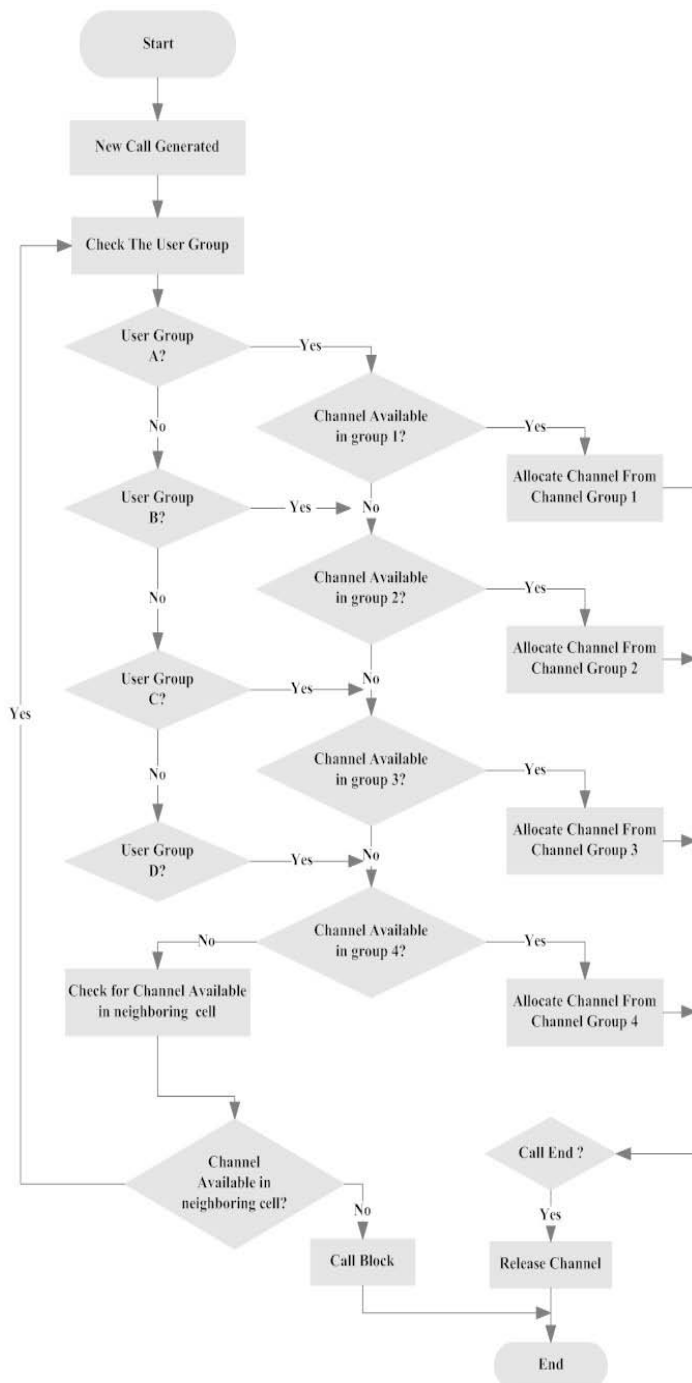 Start
New Call Generated
Check The User Group
User Group
A?
Yes
Channel Available
in group 1?
Yes
Allocate Channel From
Channel Group 1
No
No
User Group
B?
Yes
Channel Available
in group 2?
Yes
Allocate Channel From
Channel Group 2
No
No
User Group
C?
Yes
Channel Available
in group 3?
Yes
Allocate Channel From
Channel Group 3
No
No
User Group
D?
Yes
Channel Available
in group 4?
Yes
Allocate Channel From
Channel Group 4
No
Check for Channel Available
in neighboring cell
Channel
Available in
neighboring cell?
Yes
No
Call Block
Call End ?
Yes
Release Channel
End